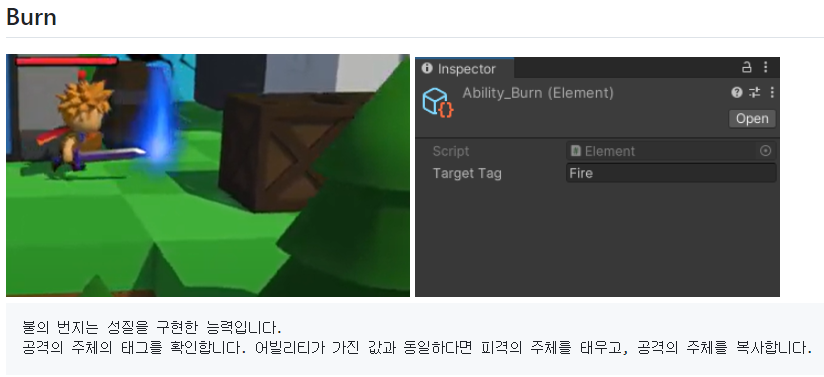 Burn
Inspector
Ability_Burn (Element)
Open
Script
Element
Target Tag
Fire
불의 번지는 성질을 구현한 능력입니다.
공격의 주체의 태그를 확인합니다. 어빌리티가 가진 값과 동일하다면 피격의 주체를 태우고, 공격의 주체를 복사합니다.